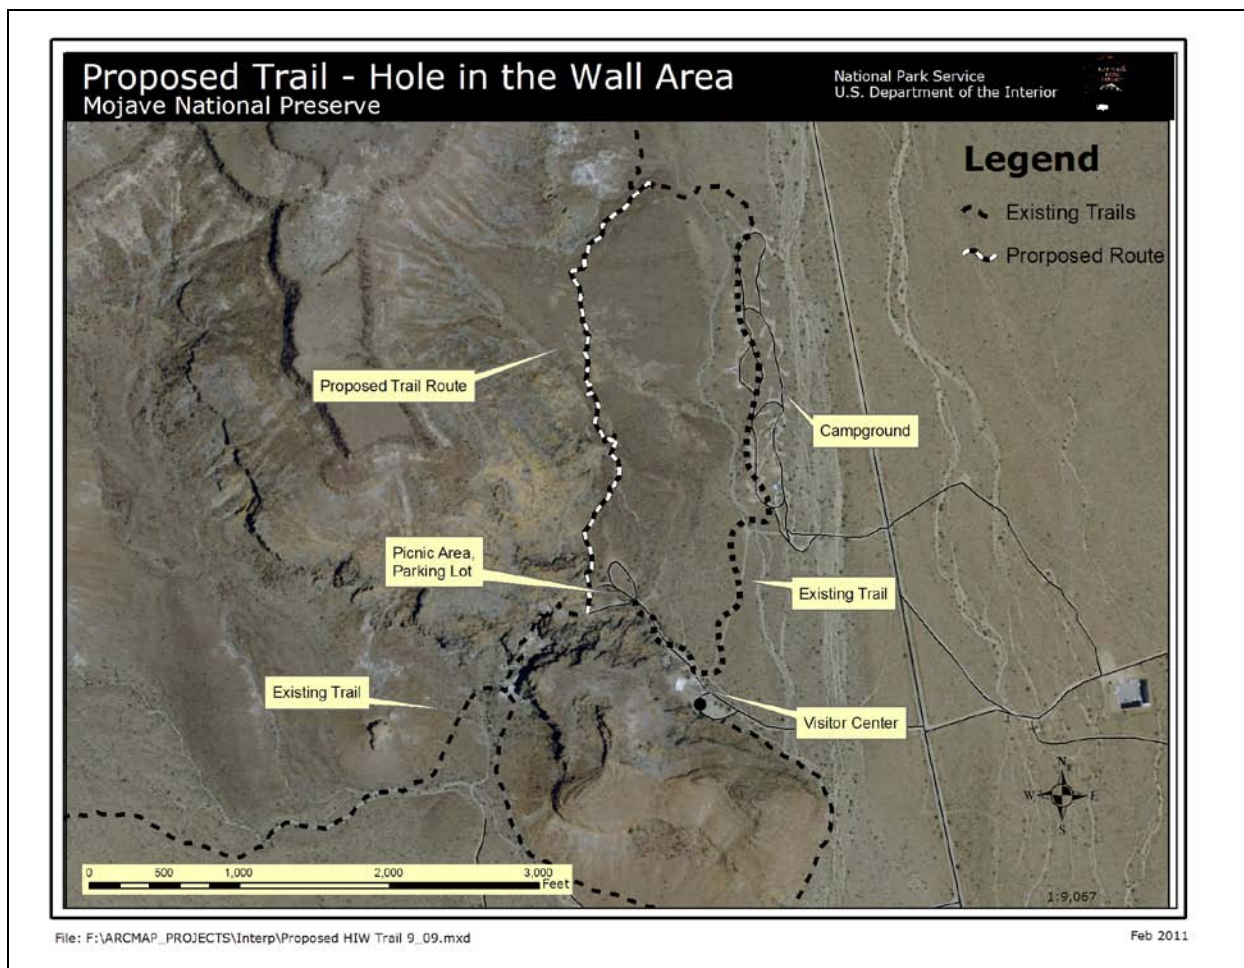 Proposed Trail - Hole in the Wall Area
Mojave National Preserve
National Park Service
U.S. Department of the Interior
Legend
Existing Trails
Prorposed Route
Proposed Trail Route
Campground
Picnic Area,
Parking Lot
Existing Trail
Existing Trail
Visitor Center
N
W E
S
0 500 1,000 2,000 3,000
Feet
1:9,067
File: F:\ARCMAP_PROJECTS\Interp\Proposed HIW Trail 9_09.mxd
Feb 2011